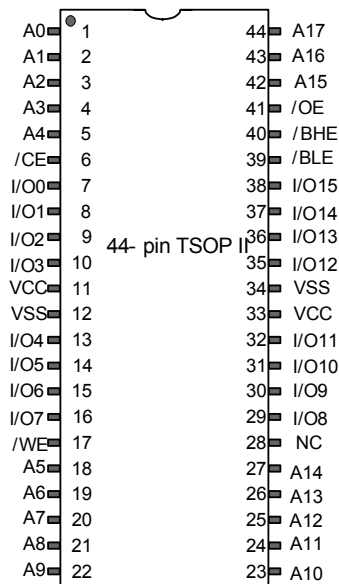 A0 1 44 A17
A1 2 43 A16
A2 3 42 A15
A3 4 41 /OE
A4 5 40 /BHE
/CE 6 39 /BLE
I/O0 7 38 I/O15
I/O1 8 37 I/O14
I/O2 9 36 I/O13
44- pin TSOP II
I/O3 10 35 I/O12
VCC 11 34 VSS
VSS 12 33 VCC
I/O4 13 32 I/O11
I/O5 14 31 I/O10
I/O6 15 30 I/O9
I/O7 16 29 I/O8
/WE 17 28 NC
A5 18 27 A14
A6 19 26 A13
A7 20 25 A12
A8 21 24 A11
A9 22 23 A10